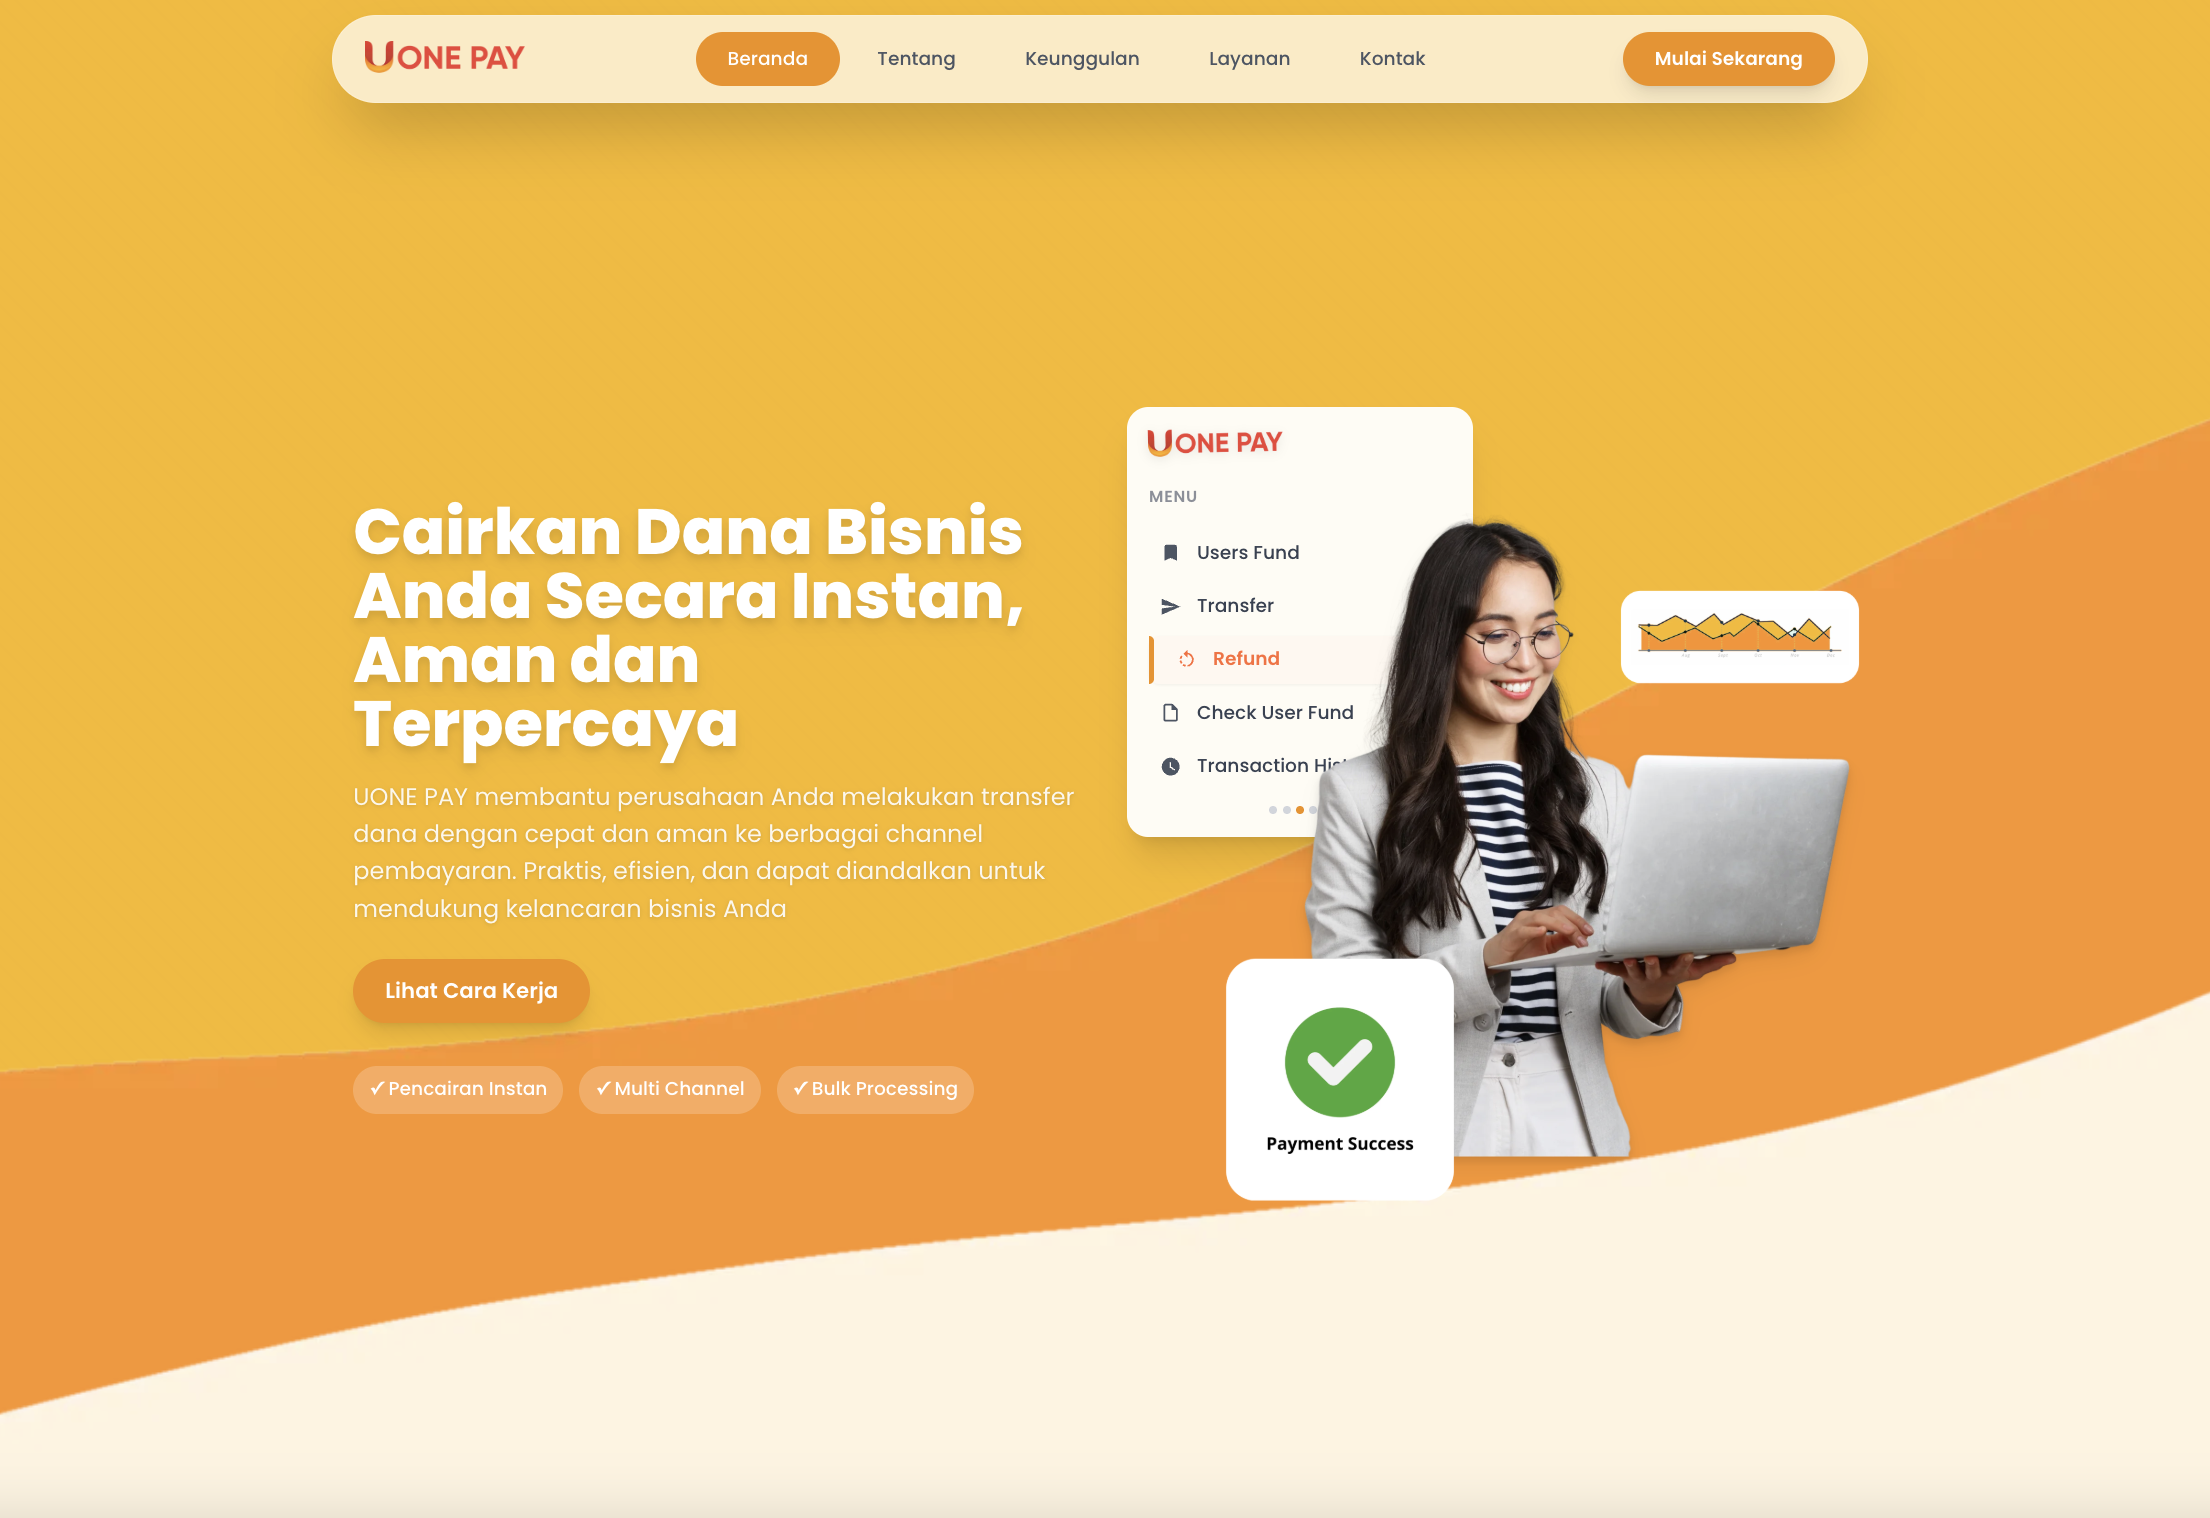 UONE PAY
Beranda
Tentang
Keunggulan
Layanan
Kontak
Mulai Sekarang
Cairkan Dana Bisnis
Anda Secara Instan,
Aman dan
Terpercaya
UONE PAY membantu perusahaan Anda melakukan transfer
dana dengan cepat dan aman ke berbagai channel
pembayaran. Praktis, efisien, dan dapat diandalkan untuk
mendukung kelancaran bisnis Anda
Lihat Cara Kerja
✓ Pencairan Instan
✓ Multi Channel
✓ Bulk Processing
UONE PAY
MENU
Users Fund
Transfer
Refund
Check User Fund
Transaction
Payment Success